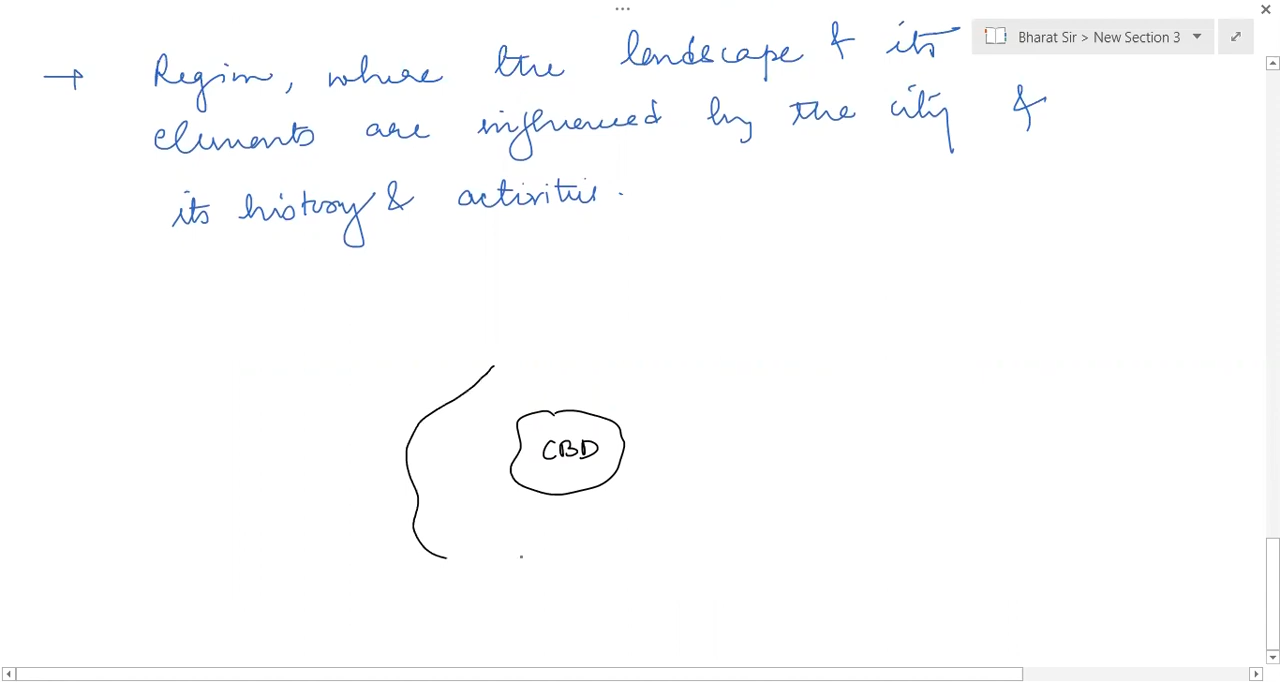 Bharat Sir > New Section 3
→ Region, where the landscape & its
elements are influenced by the city &
its history & activities.
CBD